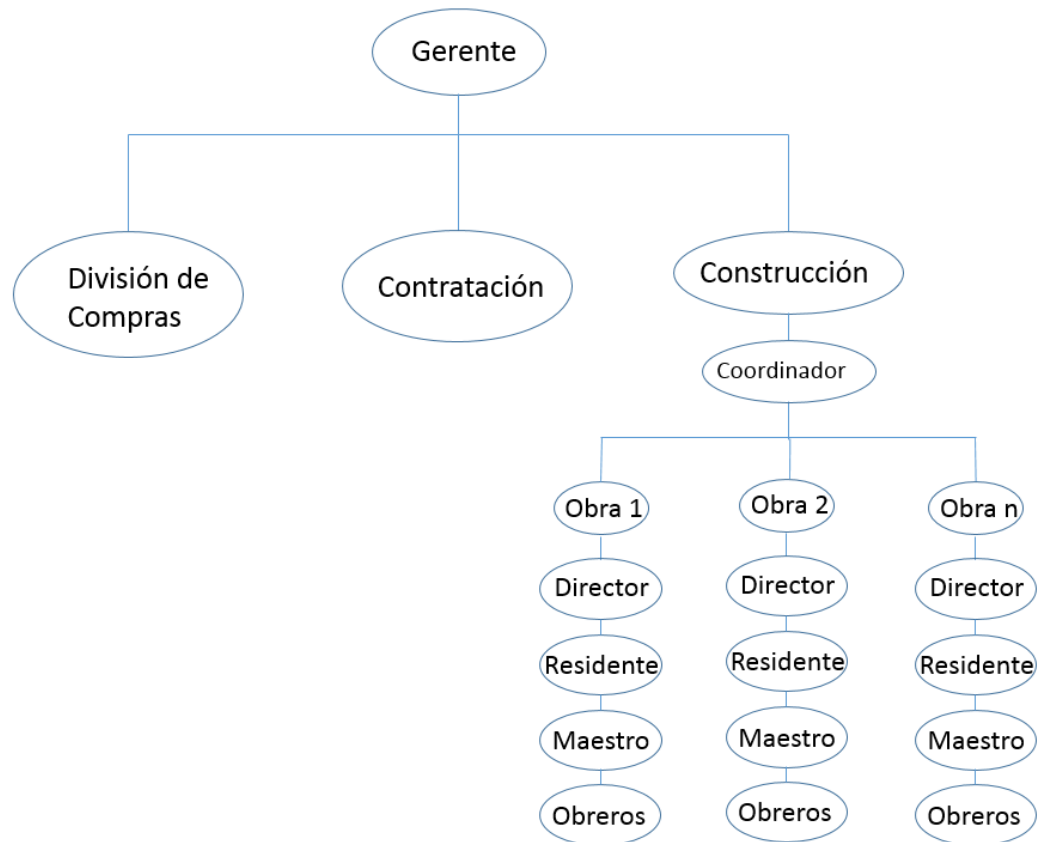 Gerente
División de
Compras
Contratación
Construcción
Coordinador
Obra 1
Obra 2
Obra n
Director
Director
Director
Residente
Residente
Residente
Maestro
Maestro
Maestro
Obreros
Obreros
Obreros